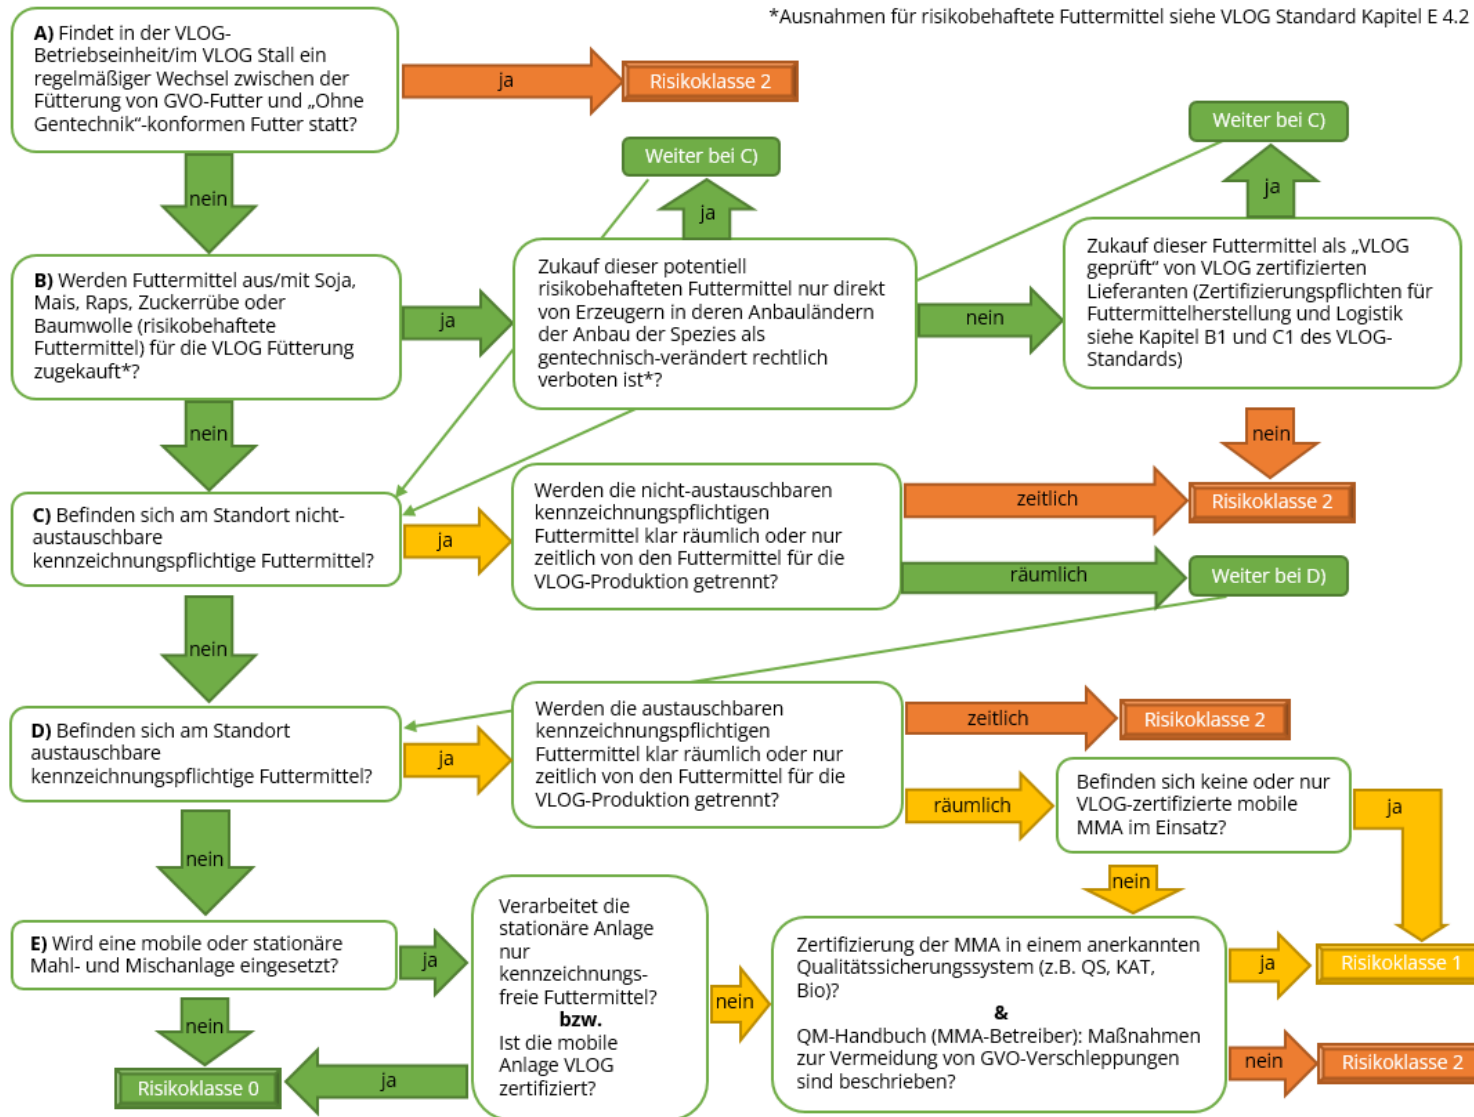 *Ausnahmen für risikobehaftete Futtermittel siehe VLOG Standard Kapitel E 4.2
A) Findet in der VLOG-
Betriebseinheit/im VLOG Stall ein
regelmäßiger Wechsel zwischen der
Fütterung von GVO-Futter und „Ohne
Gentechnik“-konformen Futter statt?
ja
Risikoklasse 2
nein
B) Werden Futtermittel aus/mit Soja,
Mais, Raps, Zuckerrübe oder
Baumwolle (risikobehaftete
Futtermittel) für die VLOG Fütterung
zugekauft*?
ja
Zukauf dieser potentiell
risikobehafteten Futtermittel nur direkt
von Erzeugern in deren Anbauländern
der Anbau der Spezies als
gentechnisch-verändert rechtlich
verboten ist*?
ja
Weiter bei C)
nein
Zukauf dieser Futtermittel als „VLOG
geprüft“ von VLOG zertifizierten
Lieferanten (Zertifizierungspflichten für
Futtermittelherstellung und Logistik
siehe Kapitel B1 und C1 des VLOG-
Standards)
ja
Weiter bei C)
nein
Risikoklasse 2
nein
C) Befinden sich am Standort nicht-
austauschbare
kennzeichnungspflichtige Futtermittel?
ja
Werden die nicht-austauschbaren
kennzeichnungspflichtigen
Futtermittel klar räumlich oder nur
zeitlich von den Futtermittel für die
VLOG-Produktion getrennt?
zeitlich
räumlich
Weiter bei D)
nein
D) Befinden sich am Standort
austauschbare
kennzeichnungspflichtige Futtermittel?
ja
Werden die austauschbaren
kennzeichnungspflichtigen
Futtermittel klar räumlich oder nur
zeitlich von den Futtermittel für die
VLOG-Produktion getrennt?
zeitlich
Risikoklasse 2
räumlich
Befinden sich keine oder nur
VLOG-zertifizierte mobile
MMA im Einsatz?
ja
nein
nein
E) Wird eine mobile oder stationäre
Mahl- und Mischanlage eingesetzt?
ja
Verarbeitet die
stationäre Anlage
nur
kennzeichnungs-
freie Futtermittel?
bzw.
Ist die mobile
Anlage VLOG
zertifiziert?
nein
Zertifizierung der MMA in einem anerkannten
Qualitätssicherungssystem (z.B. QS, KAT,
Bio)?
&
QM-Handbuch (MMA-Betreiber): Maßnahmen
zur Vermeidung von GVO-Verschleppungen
sind beschrieben?
ja
Risikoklasse 1
nein
Risikoklasse 2
nein
ja
Risikoklasse 0